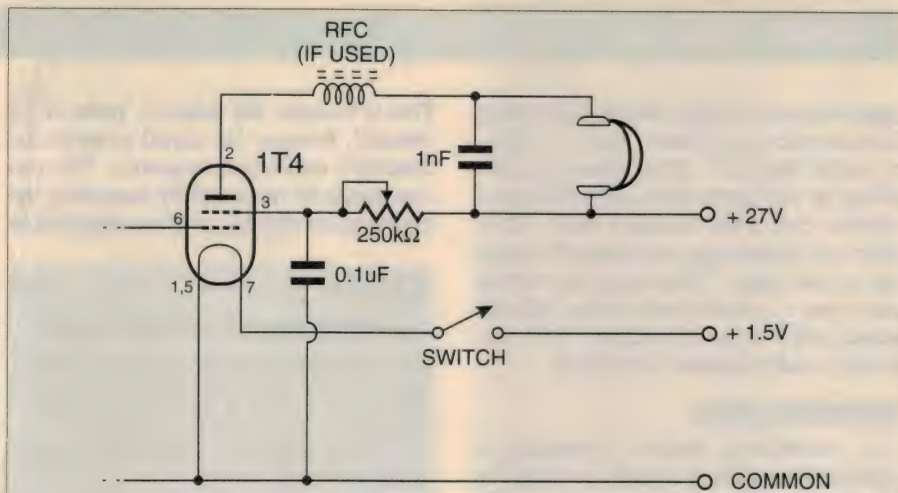 RFC
(IF USED)
2
1T4
1nF
3
6
250kΩ
+ 27V
0.1uF
1,5
7
+ 1.5V
SWITCH
COMMON